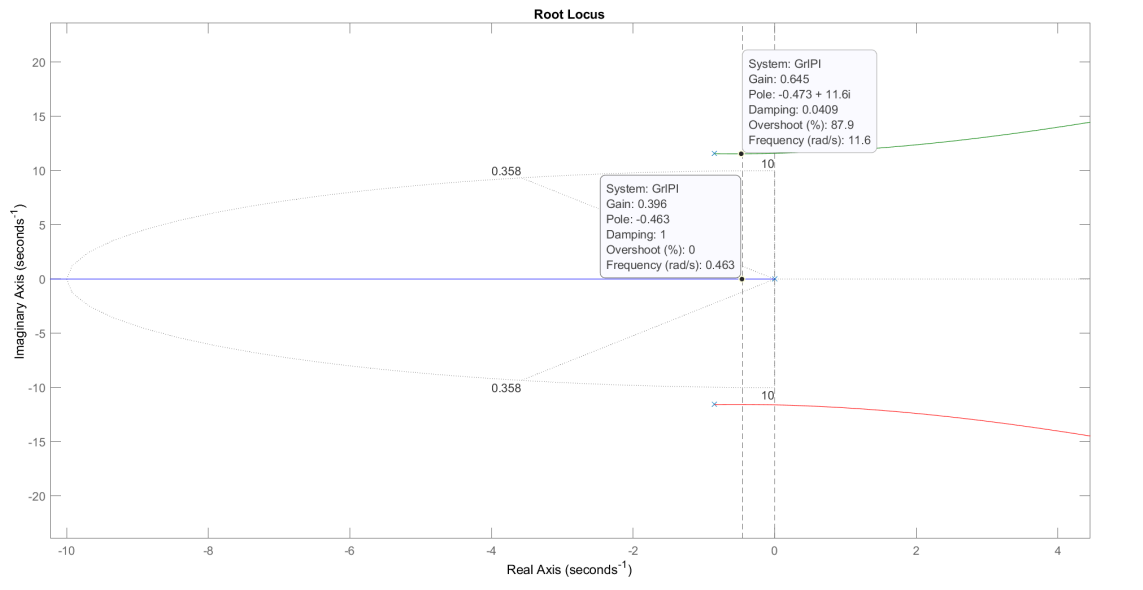 Root Locus
System: GrlPI
Gain: 0.645
Pole: -0.473 + 11.6i
Damping: 0.0409
Overshoot (%): 87.9
Frequency (rad/s): 11.6
System: GrlPI
Gain: 0.396
Pole: -0.463
Damping: 1
Overshoot (%): 0
Frequency (rad/s): 0.463
0.358
10
0.358
10
20
15
10
5
0
-5
-10
-15
-20
Imaginary Axis (seconds⁻¹)
-10 -8 -6 -4 -2 0 2 4
Real Axis (seconds⁻¹)